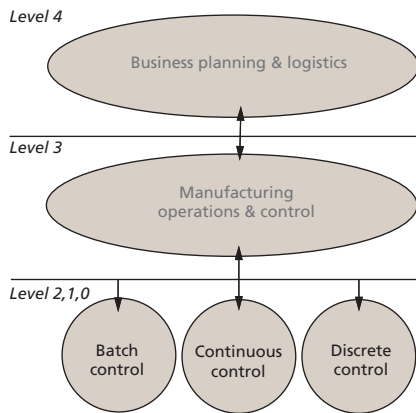 Level 4
Business planning & logistics
Level 3
Manufacturing
operations & control
Level 2,1,0
Batch
control
Continuous
control
Discrete
control